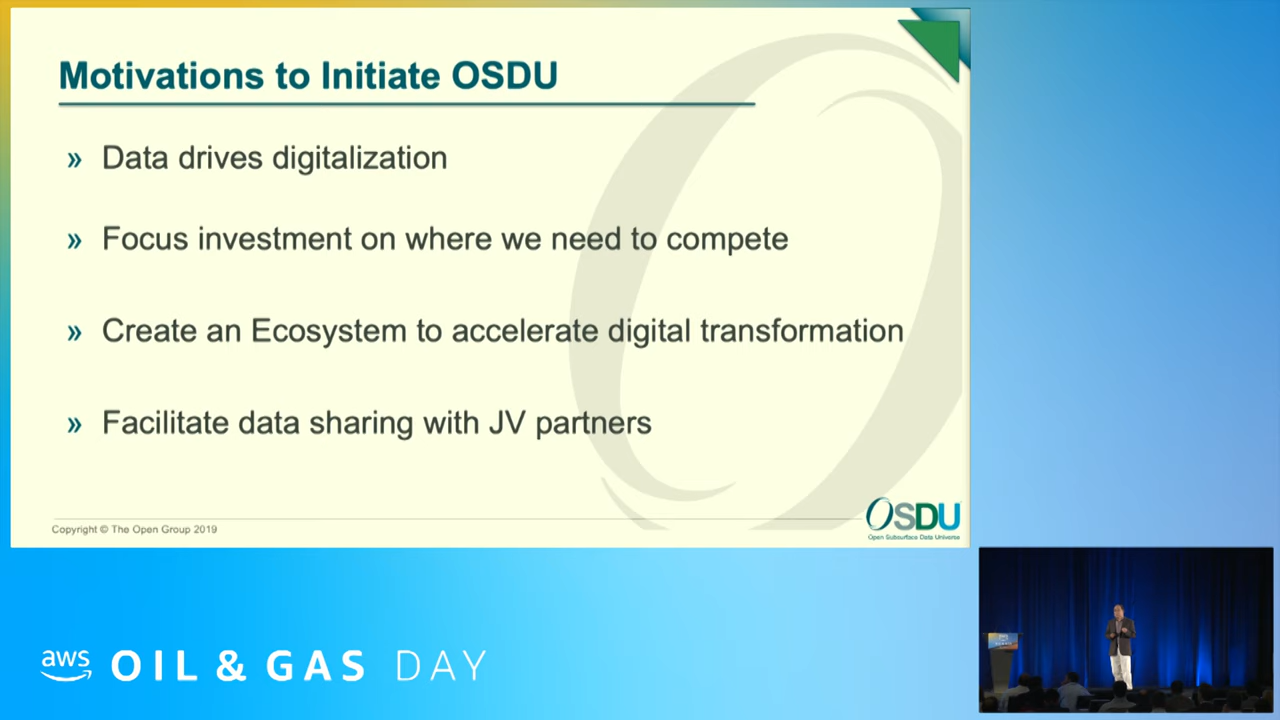 Motivations to Initiate OSDU
» Data drives digitalization
» Focus investment on where we need to compete
» Create an Ecosystem to accelerate digital transformation
» Facilitate data sharing with JV partners
Copyright © The Open Group 2019
OSDU
Open Subsurface Data Universe
aws OIL & GAS DAY
aws